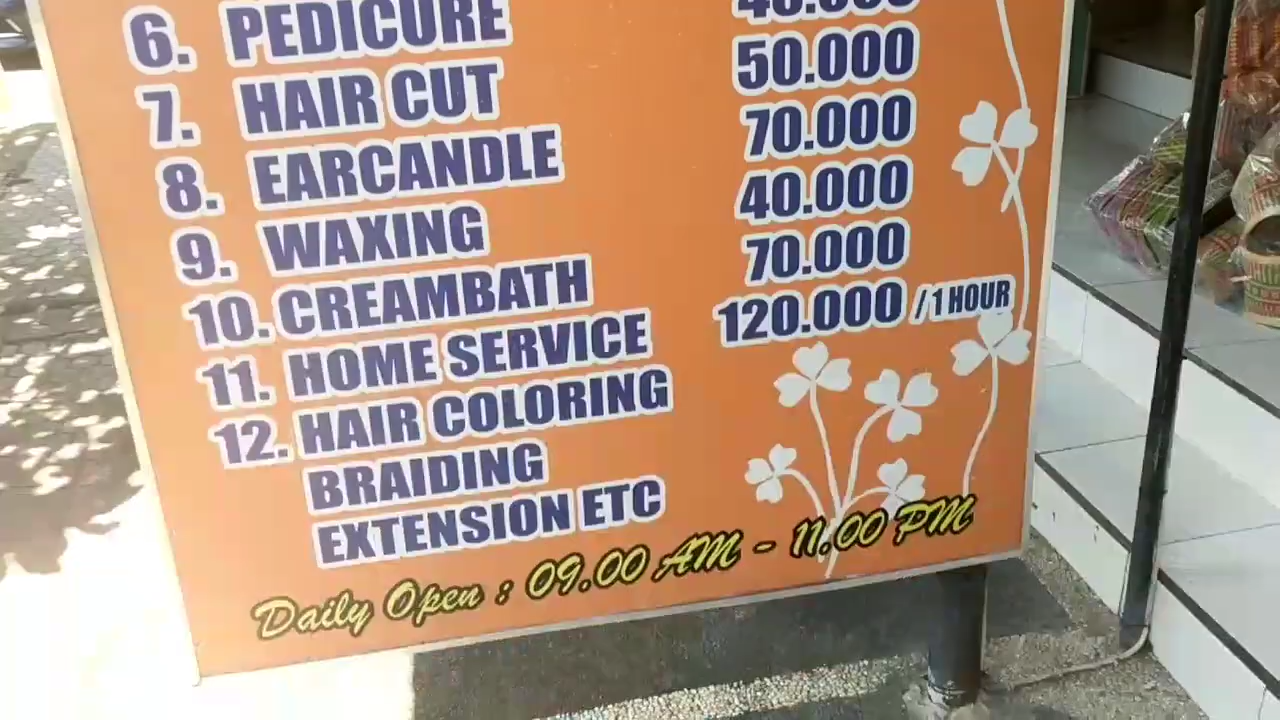 6. PEDICURE
7. HAIR CUT 50.000
8. EARCANDLE 70.000
9. WAXING 40.000
10. CREAMBATH 70.000
11. HOME SERVICE 120.000 / 1 HOUR
12. HAIR COLORING
BRAIDING
EXTENSION ETC
Daily Open : 09.00 AM - 11.00 PM